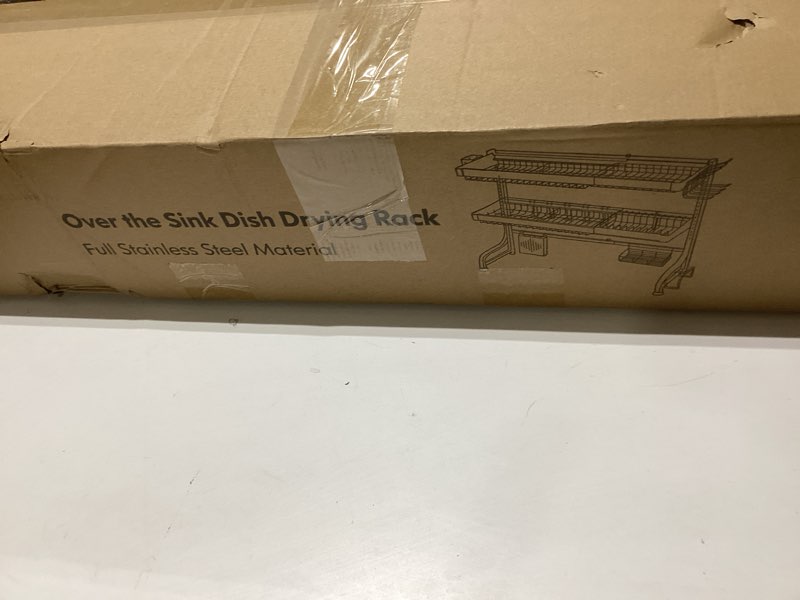 Over the Sink Dish Drying Rack
Full Stainless Steel Material